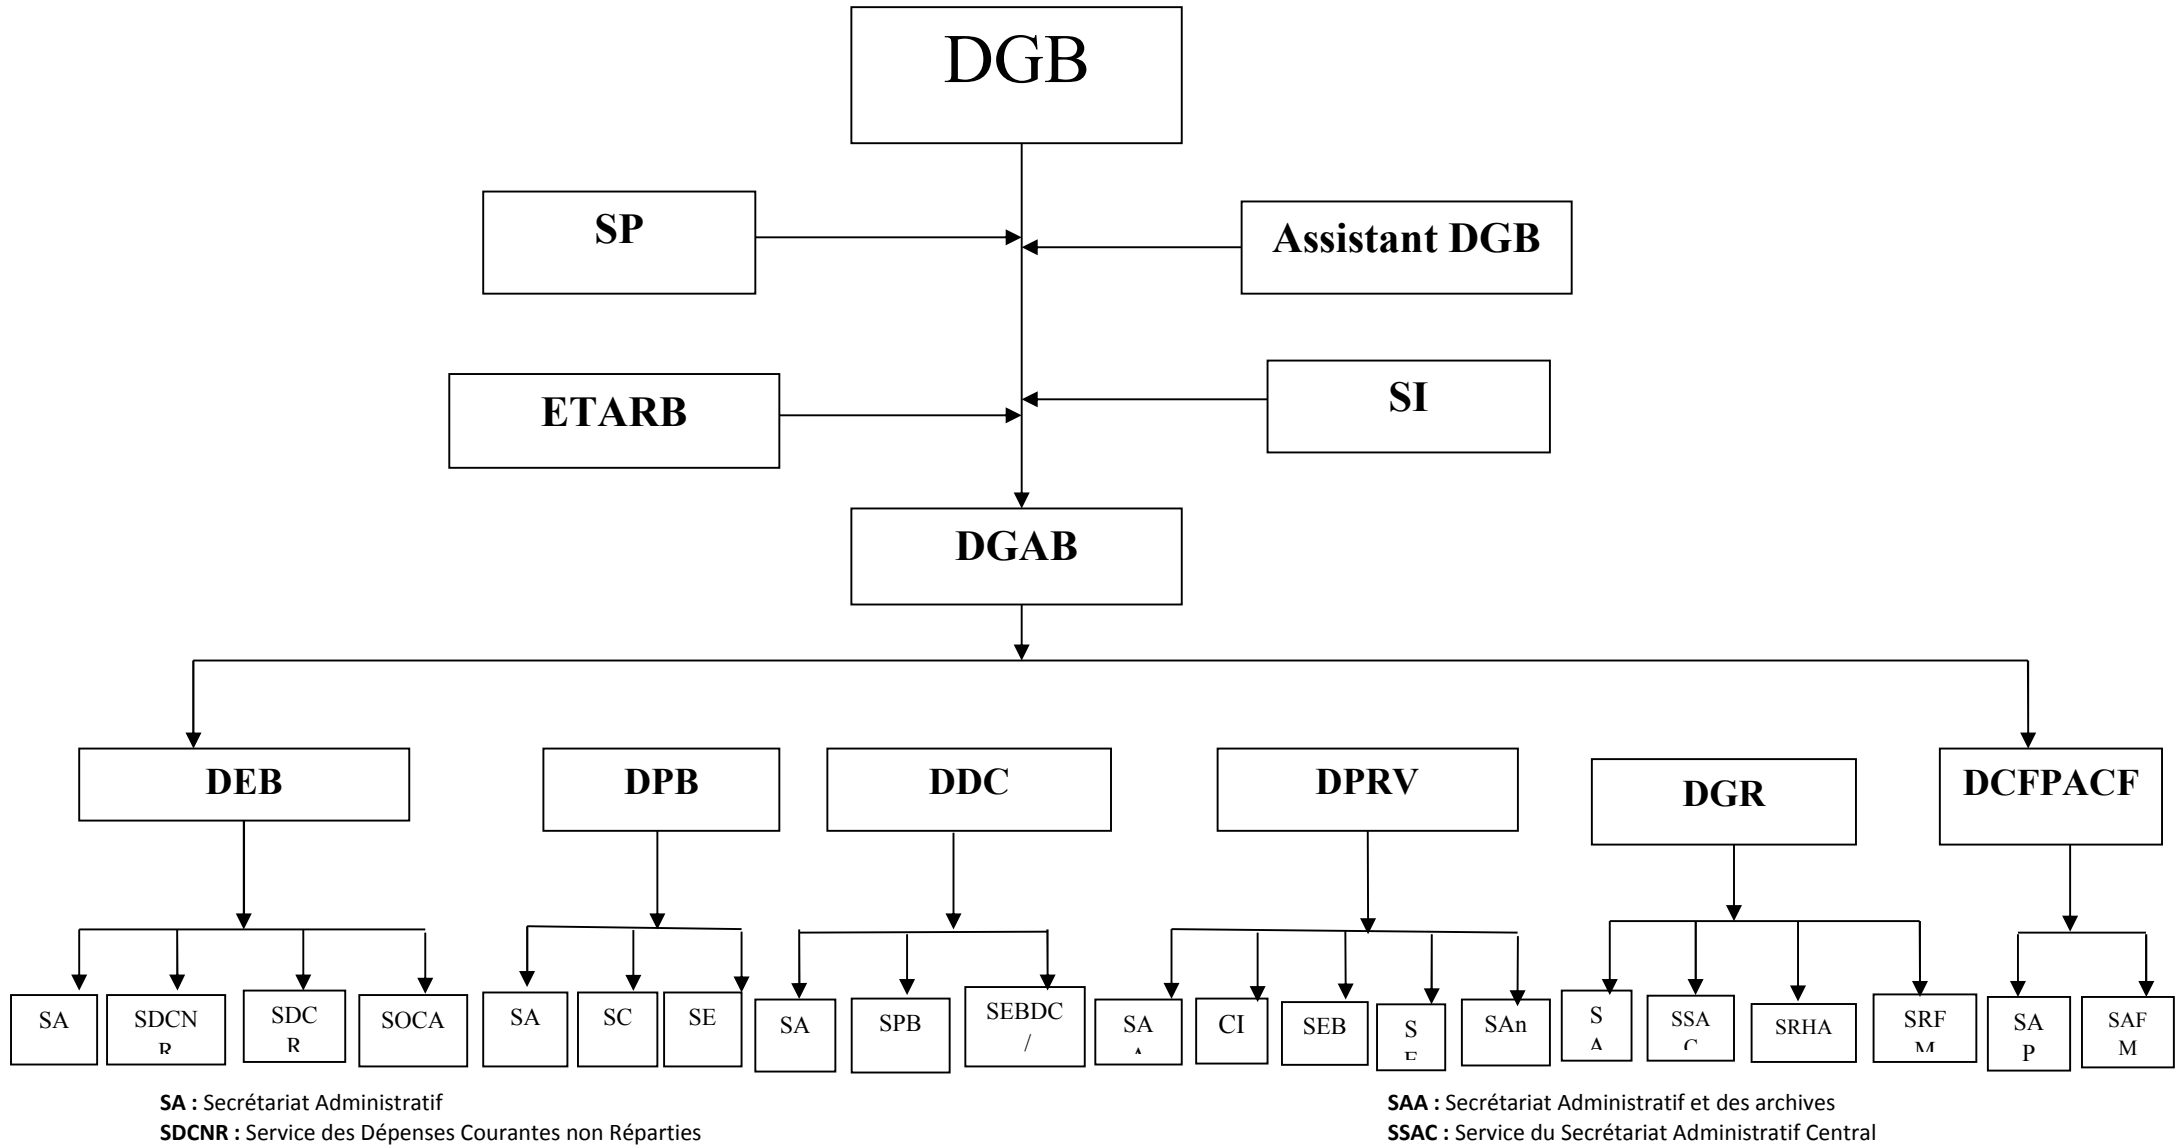 DGB
SP
Assistant DGB
ETARB
SI
DGAB
DEB
DPB
DDC
DPRV
DGR
DCFPACF
SA
SDCN
R
SDC
R
SOCA
SA
SC
SE
SA
SPB
SEBDC
/
SA
A
CI
SEB
S
SAn
S
A
SSA
C
SRHA
SRF
M
SA
P
SAF
M
SA : Secrétariat Administratif
SDCNR : Service des Dépenses Courantes non Réparties
SAA : Secrétariat Administratif et des archives
SSAC : Service du Secrétariat Administratif Central